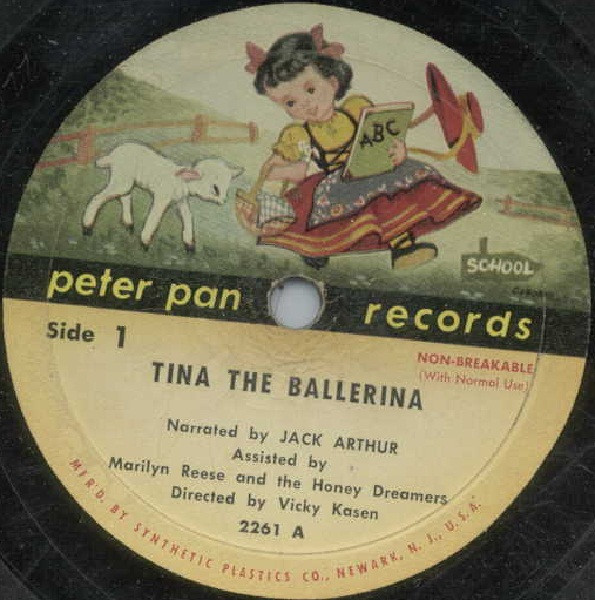 ABC
SCHOOL
peter pan records
Side 1
NON-BREAKABLE
(With Normal Use)
TINA THE BALLERINA
Narrated by JACK ARTHUR
Assisted by
Marilyn Reese and the Honey Dreamers
Directed by Vicky Kasen
2261 A
MFR'D. BY SYNTHETIC PLASTICS CO., NEWARK, N. J., U.S.A.